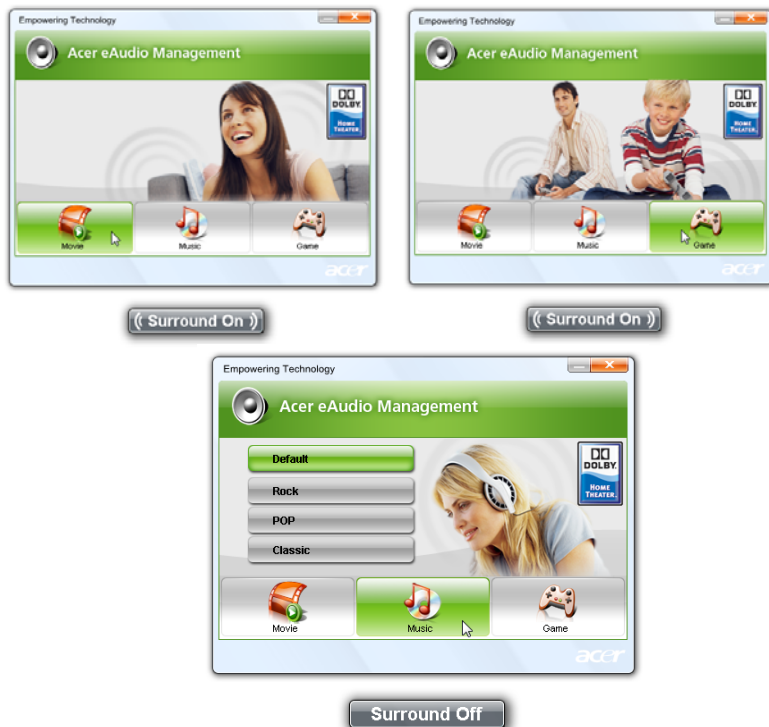 Empowering Technology
Acer eAudio Management
DOLBY
HOME
THEATER
Movie
Music
Game
acer
Surround On
Empowering Technology
Acer eAudio Management
DOLBY
HOME
THEATER
Movie
Music
Game
acer
Surround On
Empowering Technology
Acer eAudio Management
Default
Rock
POP
Classic
DOLBY
HOME
THEATER
Movie
Music
Game
acer
Surround Off